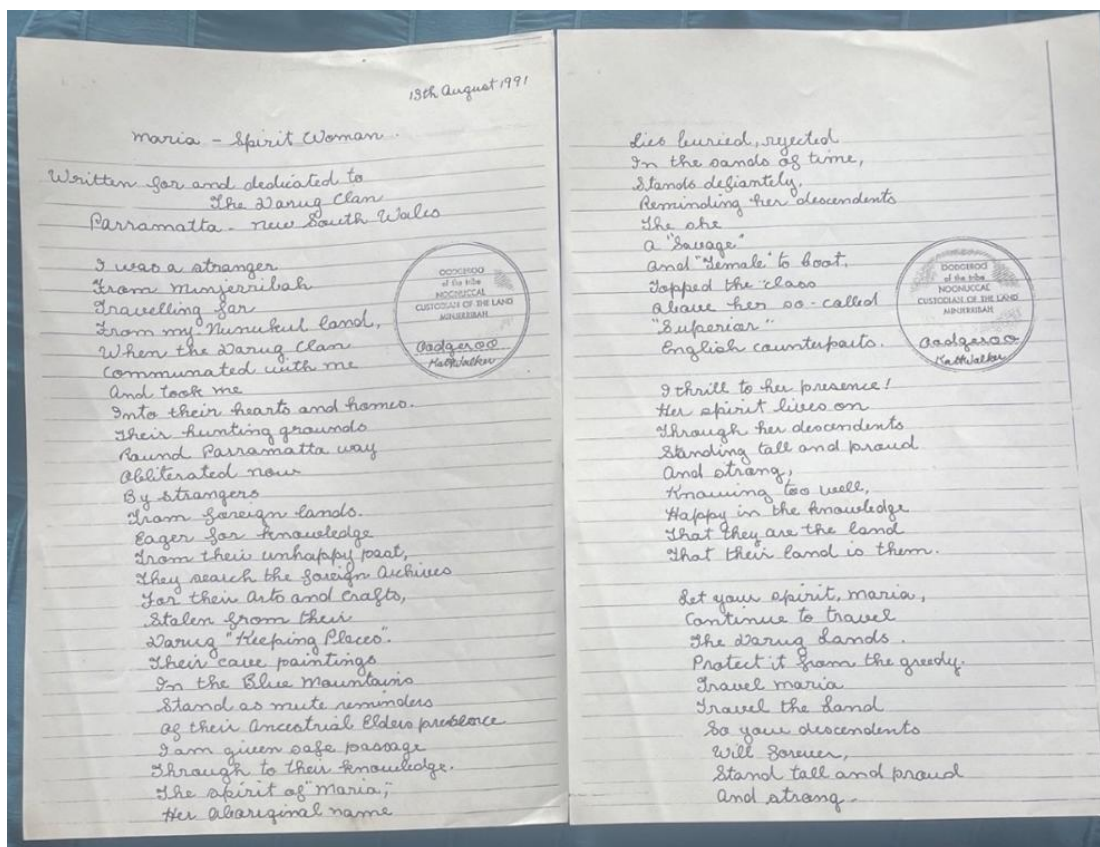 13th August 1991
Maria - Spirit Woman.
Written for and dedicated to
The Darug Clan
Parramatta - New South Wales
I was a stranger
From Minjerribah
Travelling far
From my Nunukul land,
When the Darug Clan
Communated with me
And took me
Into their hearts and homes.
Their hunting grounds
Round Parramatta way
Obliterated now
By strangers
From foreign lands.
Eager for knowledge
From their unhappy past,
They search the foreign Archives
For their Arts and Crafts,
Stolen from their
Darug "Keeping Places".
Their cave paintings
In the Blue Mountains
Stand as mute reminders
Of their Ancestrial Elders presence
I am given safe passage
Through to their knowledge.
The spirit of "Maria",
Her Aboriginal name
OODGEROO
of the tribe
NOONUCCAL
CUSTODIAN OF THE LAND
MINJERRIBAH
Oodgeroo
Kath Walker
Lies buried, rejected
In the sands of time,
Stands defiantly,
Reminding her descendents
The she
A "Savage"
And "Female" to boot,
Topped the class
Above her so-called
"Superior"
English counterparts.
I thrill to her presence!
Her spirit lives on
Through her descendents
Standing tall and proud
And strong,
Knowing too well,
Happy in the knowledge
That they are the land
That their land is them.
Let your spirit, Maria,
Continue to travel
The Darug Lands.
Protect it from the greedy.
Travel Maria
Travel the Land
So your descendents
Will forever,
Stand tall and proud
And strong.
OODGEROO
of the tribe
NOONUCCAL
CUSTODIAN OF THE LAND
MINJERRIBAH
Oodgeroo
Kath Walker